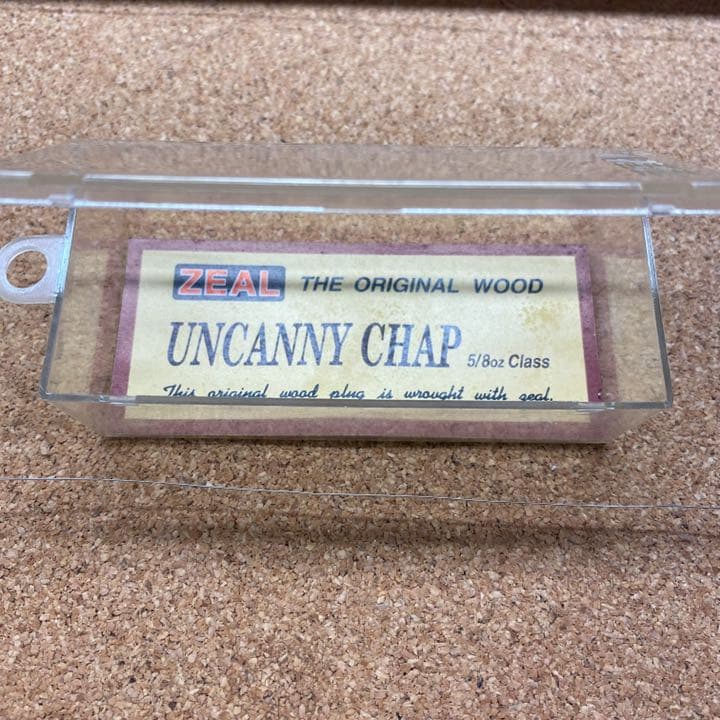 ZEAL THE ORIGINAL WOOD
UNCANNY CHAP 5/8oz Class
This original wood plug is wrought with zeal.